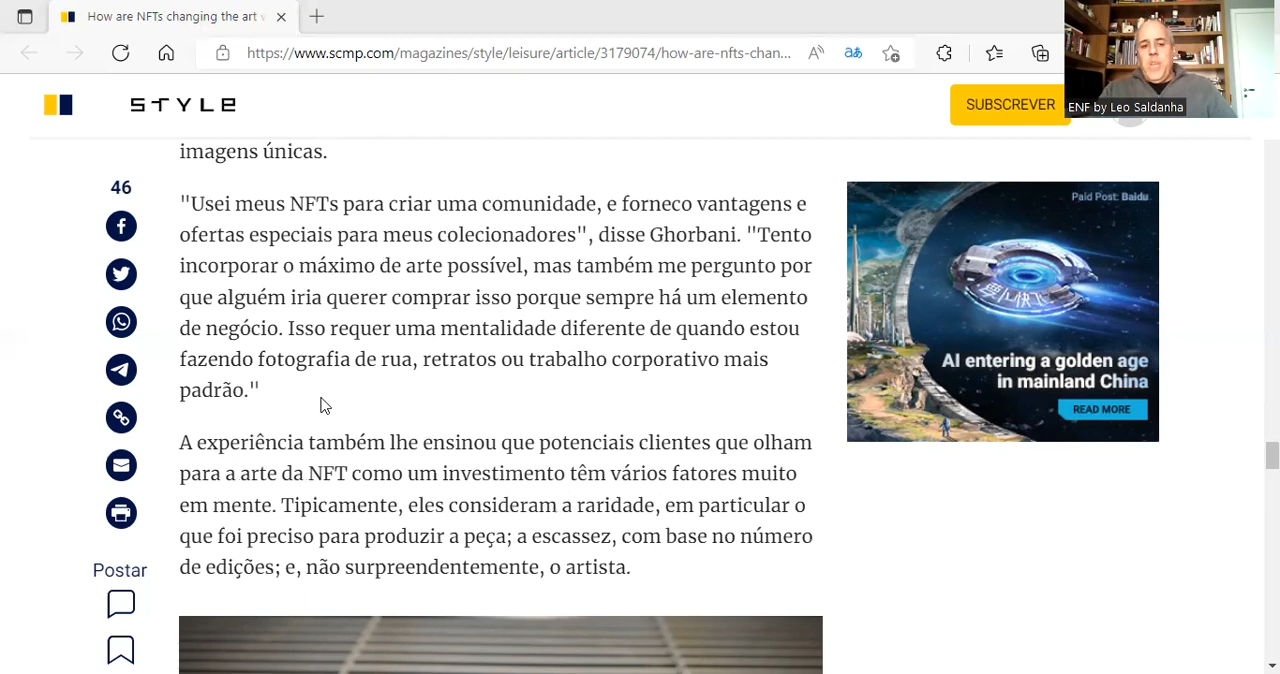 How are NFTs changing the art v
https://www.scmp.com/magazines/style/leisure/article/3179074/how-are-nfts-chan...
ENF by Leo Saldanha
STYLE
SUBSCREVER
imagens únicas.
46
"Usei meus NFTs para criar uma comunidade, e forneco vantagens e
ofertas especiais para meus colecionadores", disse Ghorbani. "Tento
incorporar o máximo de arte possível, mas também me pergunto por
que alguém iria querer comprar isso porque sempre há um elemento
de negócio. Isso requer uma mentalidade diferente de quando estou
fazendo fotografia de rua, retratos ou trabalho corporativo mais
padrão."
A experiência também lhe ensinou que potenciais clientes que olham
para a arte da NFT como um investimento têm vários fatores muito
em mente. Tipicamente, eles consideram a raridade, em particular o
que foi preciso para produzir a peça; a escassez, com base no número
de edições; e, não surpreendentemente, o artista.
Postar
Paid Post: Baidu
AI entering a golden age
in mainland China
READ MORE